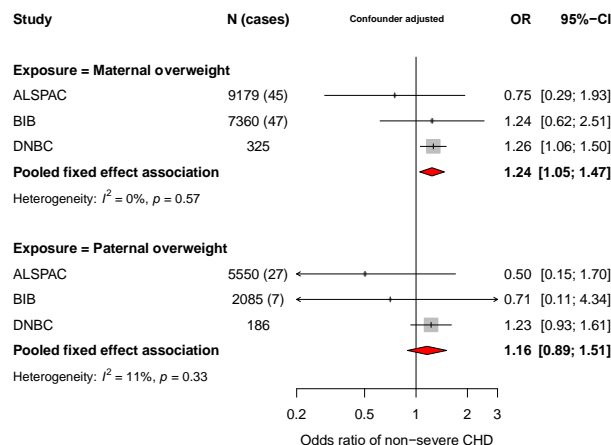 Study N (cases) Confounder adjusted OR 95%−CI
Exposure = Maternal overweight
ALSPAC 9179 (45) 0.75 [0.29; 1.93]
BIB 7360 (47) 1.24 [0.62; 2.51]
DNBC 325 1.26 [1.06; 1.50]
Pooled fixed effect association 1.24 [1.05; 1.47]
Heterogeneity: I² = 0%, p = 0.57
Exposure = Paternal overweight
ALSPAC 5550 (27) 0.50 [0.15; 1.70]
BIB 2085 (7) 0.71 [0.11; 4.34]
DNBC 186 1.23 [0.93; 1.61]
Pooled fixed effect association 1.16 [0.89; 1.51]
Heterogeneity: I² = 11%, p = 0.33
0.2 0.5 1 2 3
Odds ratio of non−severe CHD